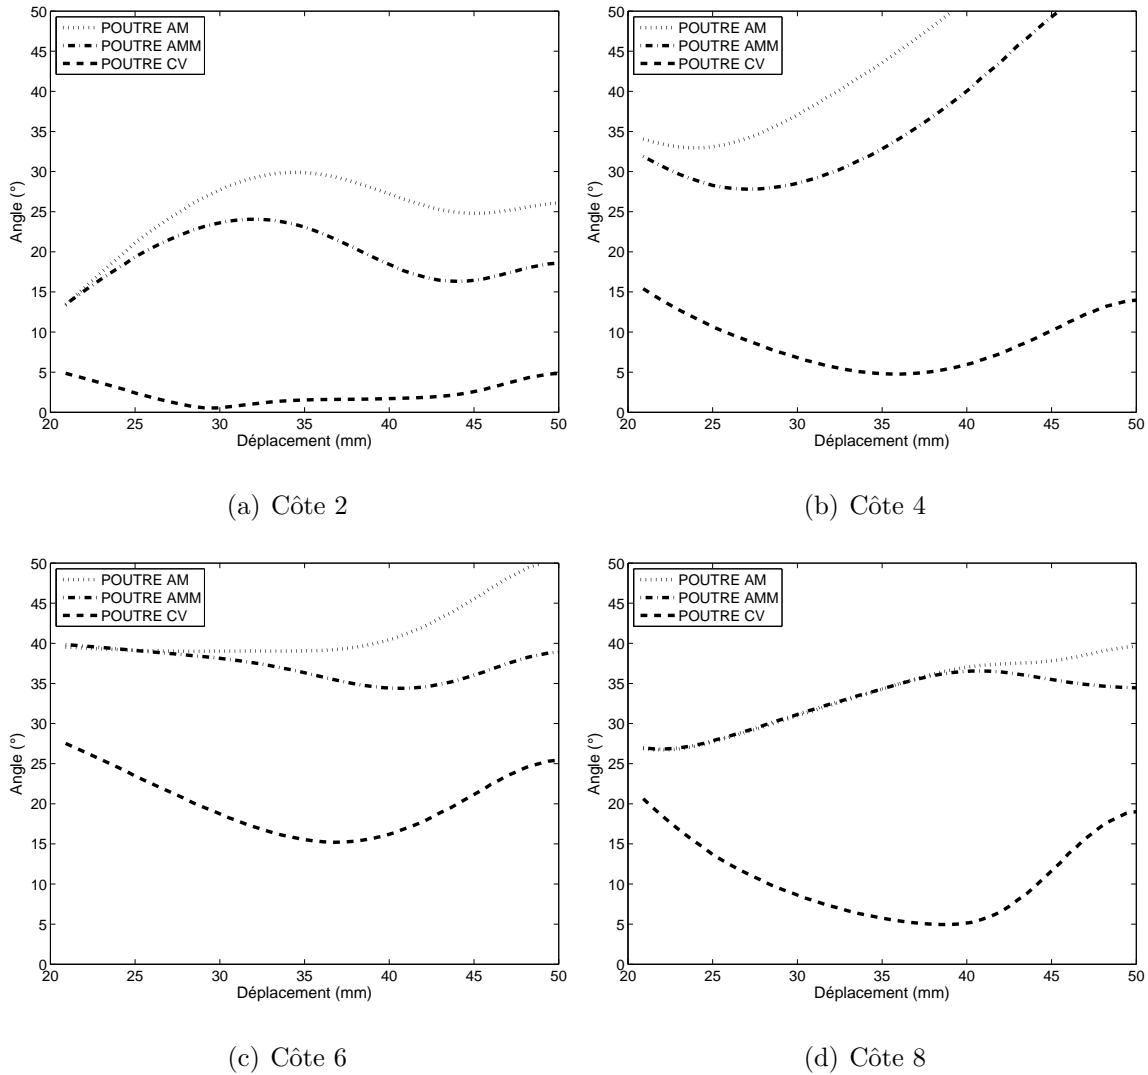 50
45
40
35
30
25
20
15
10
5
0
Angle (°)
POUTRE AM
POUTRE AMM
POUTRE CV
20 25 30 35 40 45 50
Déplacement (mm)
(a) Côte 2
50
45
40
35
30
25
20
15
10
5
0
Angle (°)
POUTRE AM
POUTRE AMM
POUTRE CV
20 25 30 35 40 45 50
Déplacement (mm)
(b) Côte 4
50
45
40
35
30
25
20
15
10
5
0
Angle (°)
POUTRE AM
POUTRE AMM
POUTRE CV
20 25 30 35 40 45 50
Déplacement (mm)
(c) Côte 6
50
45
40
35
30
25
20
15
10
5
0
Angle (°)
POUTRE AM
POUTRE AMM
POUTRE CV
20 25 30 35 40 45 50
Déplacement (mm)
(d) Côte 8